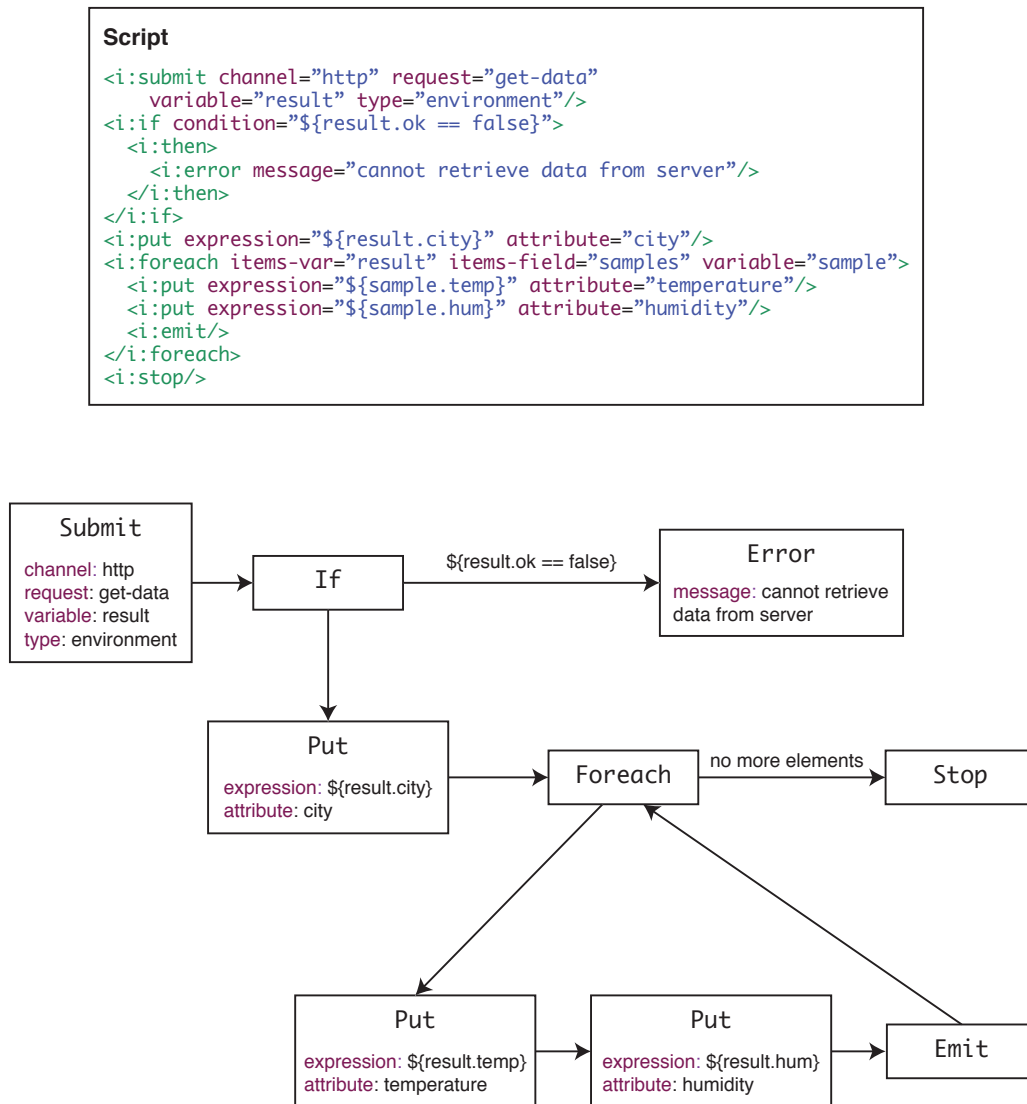 Script
<i:submit channel=”http” request=”get-data”
variable=”result” type=”environment”/>
<i:if condition=”${result.ok == false}”>
<i:then>
<i:error message=”cannot retrieve data from server”/>
</i:then>
</i:if>
<i:put expression=”${result.city}” attribute=”city”/>
<i:foreach items-var=”result” items-field=”samples” variable=”sample”>
<i:put expression=”${sample.temp}” attribute=”temperature”/>
<i:put expression=”${sample.hum}” attribute=”humidity”/>
<i:emit/>
</i:foreach>
<i:stop/>
Submit
channel: http
request: get-data
variable: result
type: environment
If
${result.ok == false}
Error
message: cannot retrieve
data from server
Put
expression: ${result.city}
attribute: city
Foreach
no more elements
Stop
Put
expression: ${result.temp}
attribute: temperature
Put
expression: ${result.hum}
attribute: humidity
Emit